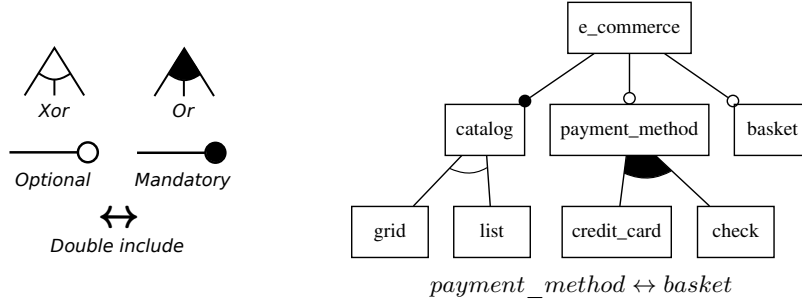 Xor
Or
Optional
Mandatory
Double include
e_commerce
catalog
payment_method
basket
grid
list
credit_card
check
payment_method ↔ basket